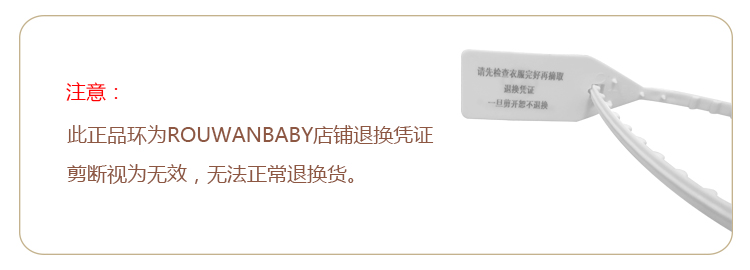 注意：
此正品环为ROUWANBABY店铺退换凭证
剪断视为无效，无法正常退换货。
请先检查衣服完好再摘取
退换凭证
一旦剪开恕不退换